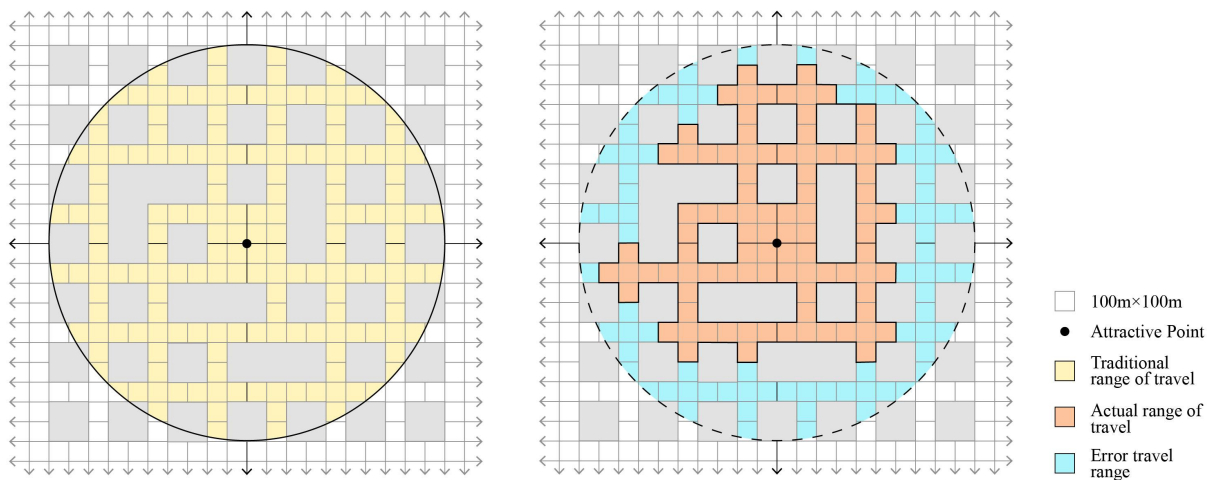 100m×100m
Attractive Point
Traditional
range of travel
Actual range of
travel
Error travel
range